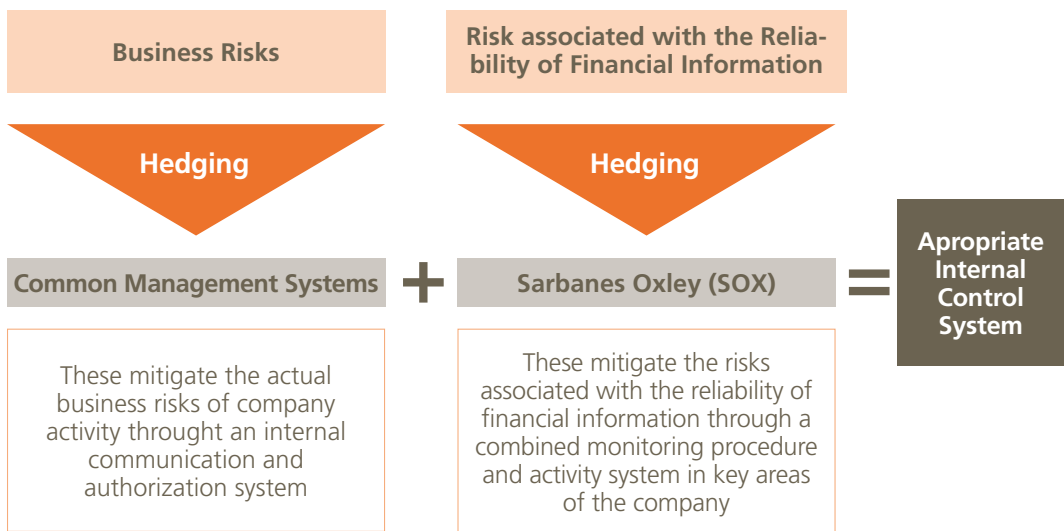 Business Risks
Risk associated with the Relia-
bility of Financial Information
Hedging
Hedging
Common Management Systems
+
Sarbanes Oxley (SOX)
=
Apropriate
Internal
Control
System
These mitigate the actual
business risks of company
activity throught an internal
communication and
authorization system
These mitigate the risks
associated with the reliability of
financial information through a
combined monitoring procedure
and activity system in key areas
of the company